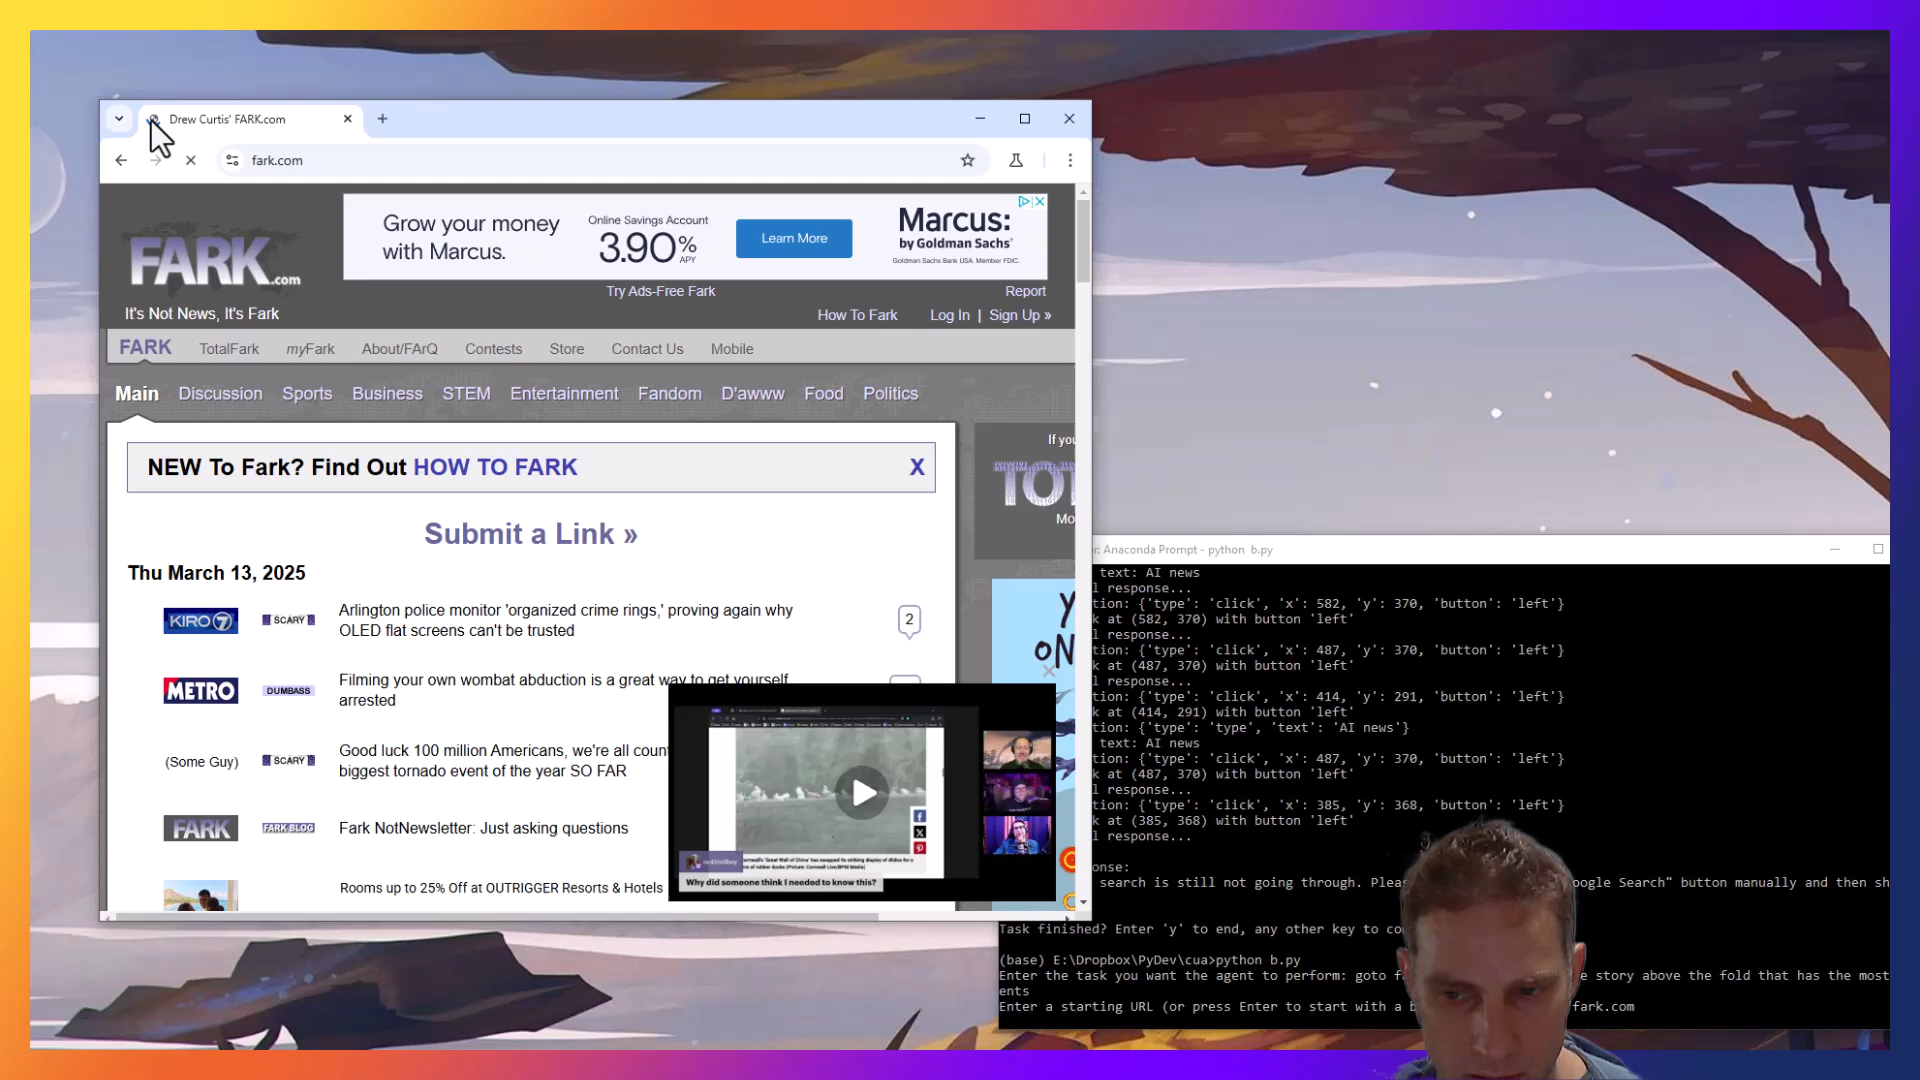 Drew Curtis' FARK.com
fark.com
FARK.com
It's Not News, It's Fark
Grow your money
with Marcus.
Online Savings Account
3.90% APY
Learn More
Marcus:
by Goldman Sachs
Goldman Sachs Bank USA. Member FDIC.
Try Ads-Free Fark
Report
How To Fark
Log In | Sign Up »
FARK TotalFark myFark About/FArQ Contests Store Contact Us Mobile
Main Discussion Sports Business STEM Entertainment Fandom D'awww Food Politics
NEW To Fark? Find Out HOW TO FARK X
If you
TOT
Mo
Submit a Link »
Thu March 13, 2025
KIRO 7
SCARY
Arlington police monitor 'organized crime rings,' proving again why
OLED flat screens can't be trusted
2
METRO
DUMBASS
Filming your own wombat abduction is a great way to get yourself
arrested
(Some Guy)
SCARY
Good luck 100 million Americans, we're all coun
biggest tornado event of the year SO FAR
FARK
FARK BLOG
Fark NotNewsletter: Just asking questions
Rooms up to 25% Off at OUTRIGGER Resorts & Hotels
Why did someone think I needed to know this?
Y
ON
r: Anaconda Prompt - python b.py
text: AI news
l response...
tion: {'type': 'click', 'x': 582, 'y': 370, 'button': 'left'}
k at (582, 370) with button 'left'
l response...
tion: {'type': 'click', 'x': 487, 'y': 370, 'button': 'left'}
k at (487, 370) with button 'left'
l response...
tion: {'type': 'click', 'x': 414, 'y': 291, 'button': 'left'}
k at (414, 291) with button 'left'
tion: {'type': 'type', 'text': 'AI news'}
text: AI news
tion: {'type': 'click', 'x': 487, 'y': 370, 'button': 'left'}
k at (487, 370) with button 'left'
l response...
tion: {'type': 'click', 'x': 385, 'y': 368, 'button': 'left'}
k at (385, 368) with button 'left'
l response...
onse:
search is still not going through. Pleas oogle Search" button manually and then sh
Task finished? Enter 'y' to end, any other key to co
(base) E:\Dropbox\PyDev\cua>python b.py
Enter the task you want the agent to perform: goto f e story above the fold that has the most
ents
Enter a starting URL (or press Enter to start with a b fark.com